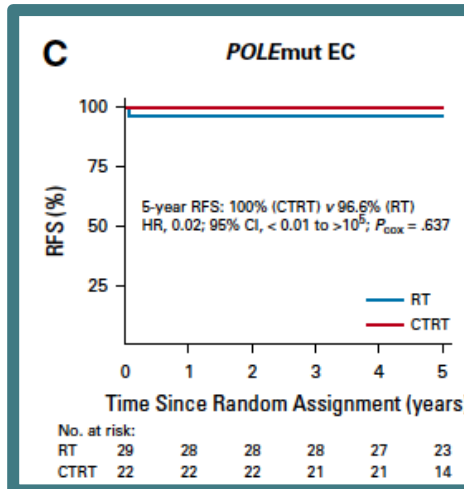 C
POLEmut EC
RFS (%)
100
75
50
25
5-year RFS: 100% (CTRT) v 96.6% (RT)
HR, 0.02; 95% CI, < 0.01 to >10⁵; Pcox = .637
RT
CTRT
0 1 2 3 4 5
Time Since Random Assignment (years
No. at risk:
RT 29 28 28 28 27 23
CTRT 22 22 22 21 21 14